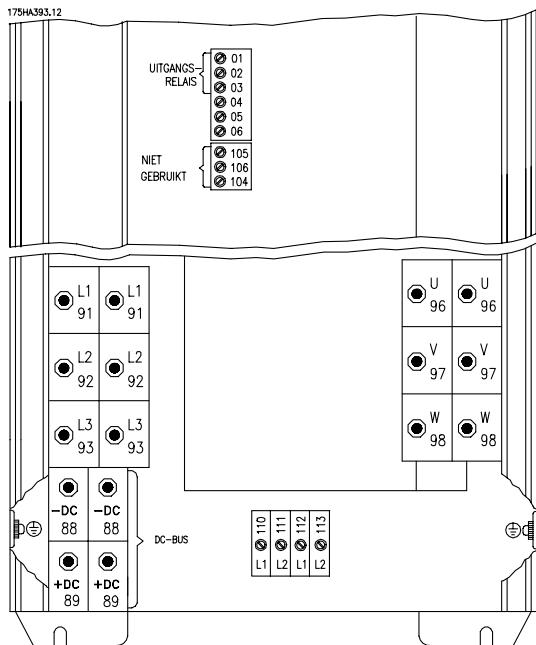 175HA393.12
UITGANGS-
RELAIS
01
02
03
04
05
06
NIET
GEBRUIKT
105
106
104
L1
91
L1
91
L2
92
L2
92
L3
93
L3
93
U
96
U
96
V
97
V
97
W
98
W
98
−DC
88
−DC
88
+DC
89
+DC
89
DC-BUS
110
111
112
113
L1
L2
L1
L2